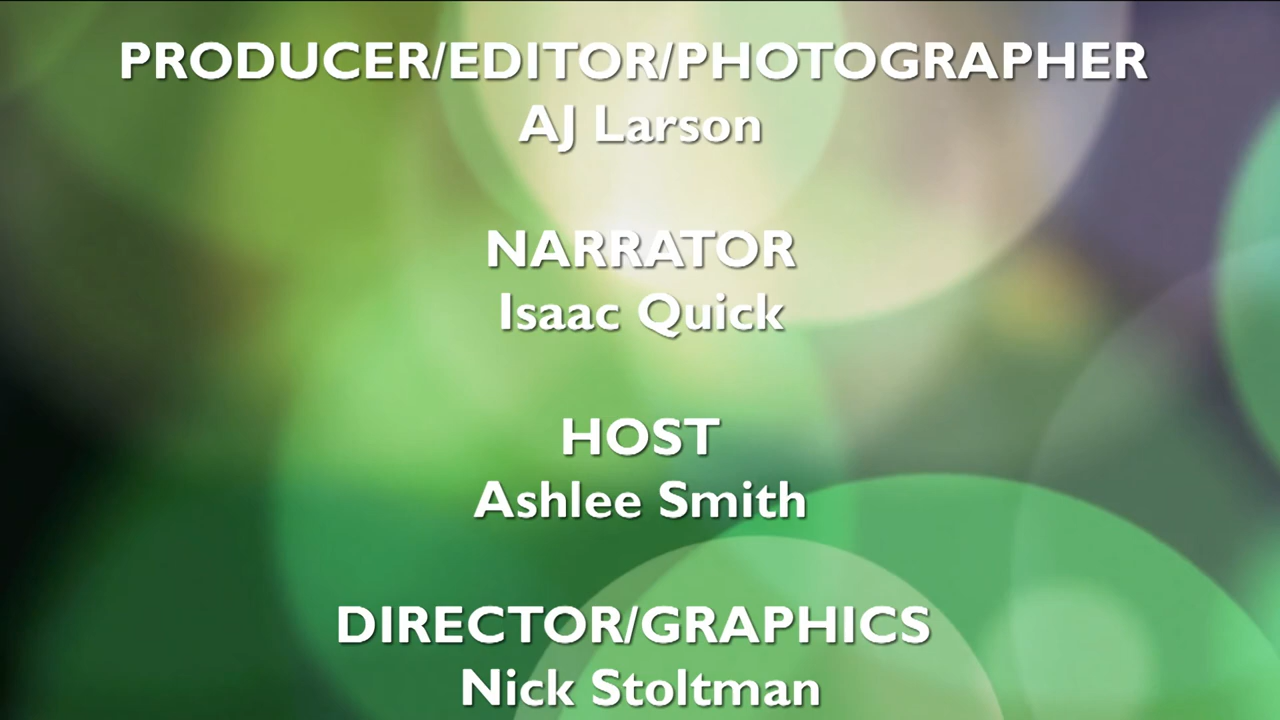 PRODUCER/EDITOR/PHOTOGRAPHER
AJ Larson
NARRATOR
Isaac Quick
HOST
Ashlee Smith
DIRECTOR/GRAPHICS
Nick Stoltman